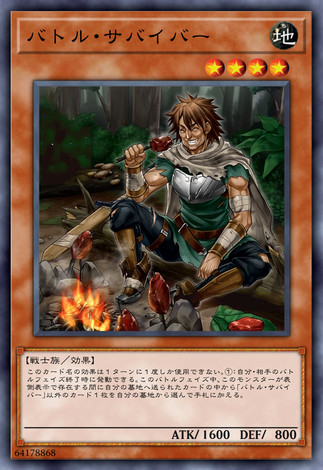 バトル・サバイバー
地
【戦士族/効果】
このカード名の効果は1ターンに1度しか使用できない。①:自分・相手のバト
ルフェイズ終了時に発動できる。このバトルフェイズ中、このモンスターが表
側表示で存在する間に自分の墓地へ送られたカードの中から「バトル・サバイ
バー」以外のカード1枚を自分の墓地から選んで手札に加える。
ATK/1600 DEF/ 800
64178868